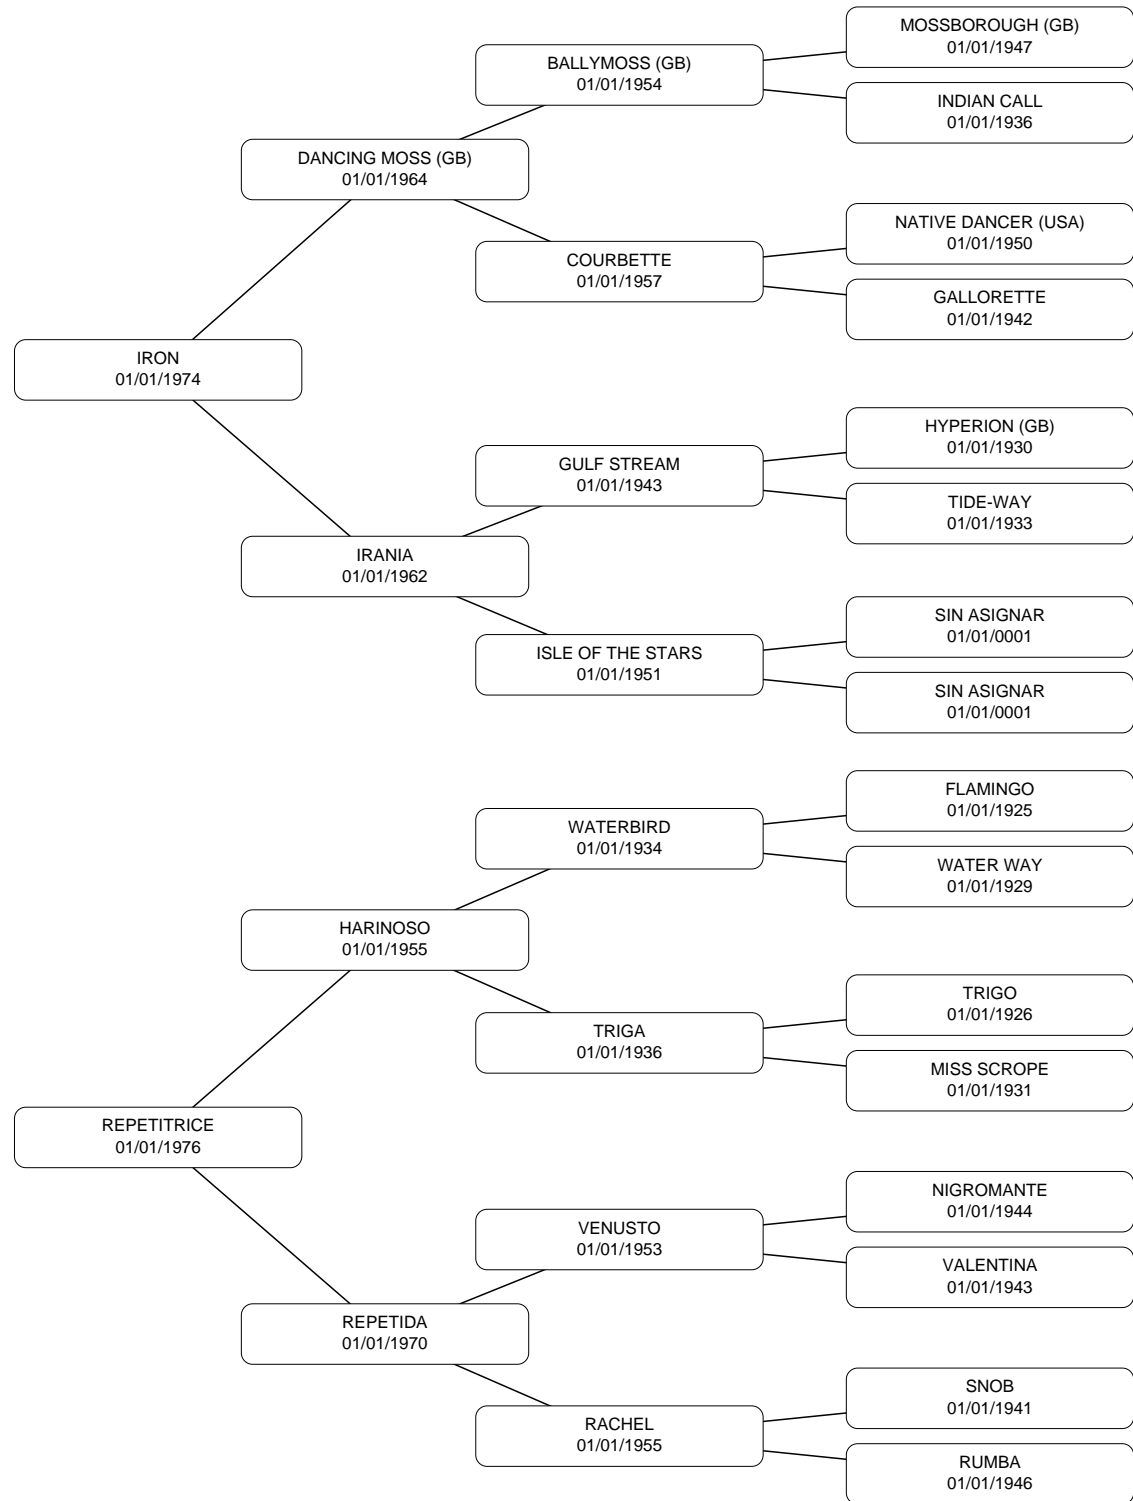 MOSSBOROUGH (GB)
01/01/1947
BALLYMOSS (GB)
01/01/1954
INDIAN CALL
01/01/1936
DANCING MOSS (GB)
01/01/1964
NATIVE DANCER (USA)
01/01/1950
COURBETTE
01/01/1957
GALLORETTE
01/01/1942
IRON
01/01/1974
HYPERION (GB)
01/01/1930
GULF STREAM
01/01/1943
TIDE-WAY
01/01/1933
IRANIA
01/01/1962
SIN ASIGNAR
01/01/0001
ISLE OF THE STARS
01/01/1951
SIN ASIGNAR
01/01/0001
FLAMINGO
01/01/1925
WATERBIRD
01/01/1934
WATER WAY
01/01/1929
HARINOSO
01/01/1955
TRIGO
01/01/1926
TRIGA
01/01/1936
MISS SCROPE
01/01/1931
REPETITRICE
01/01/1976
NIGROMANTE
01/01/1944
VENUSTO
01/01/1953
VALENTINA
01/01/1943
REPETIDA
01/01/1970
SNOB
01/01/1941
RACHEL
01/01/1955
RUMBA
01/01/1946